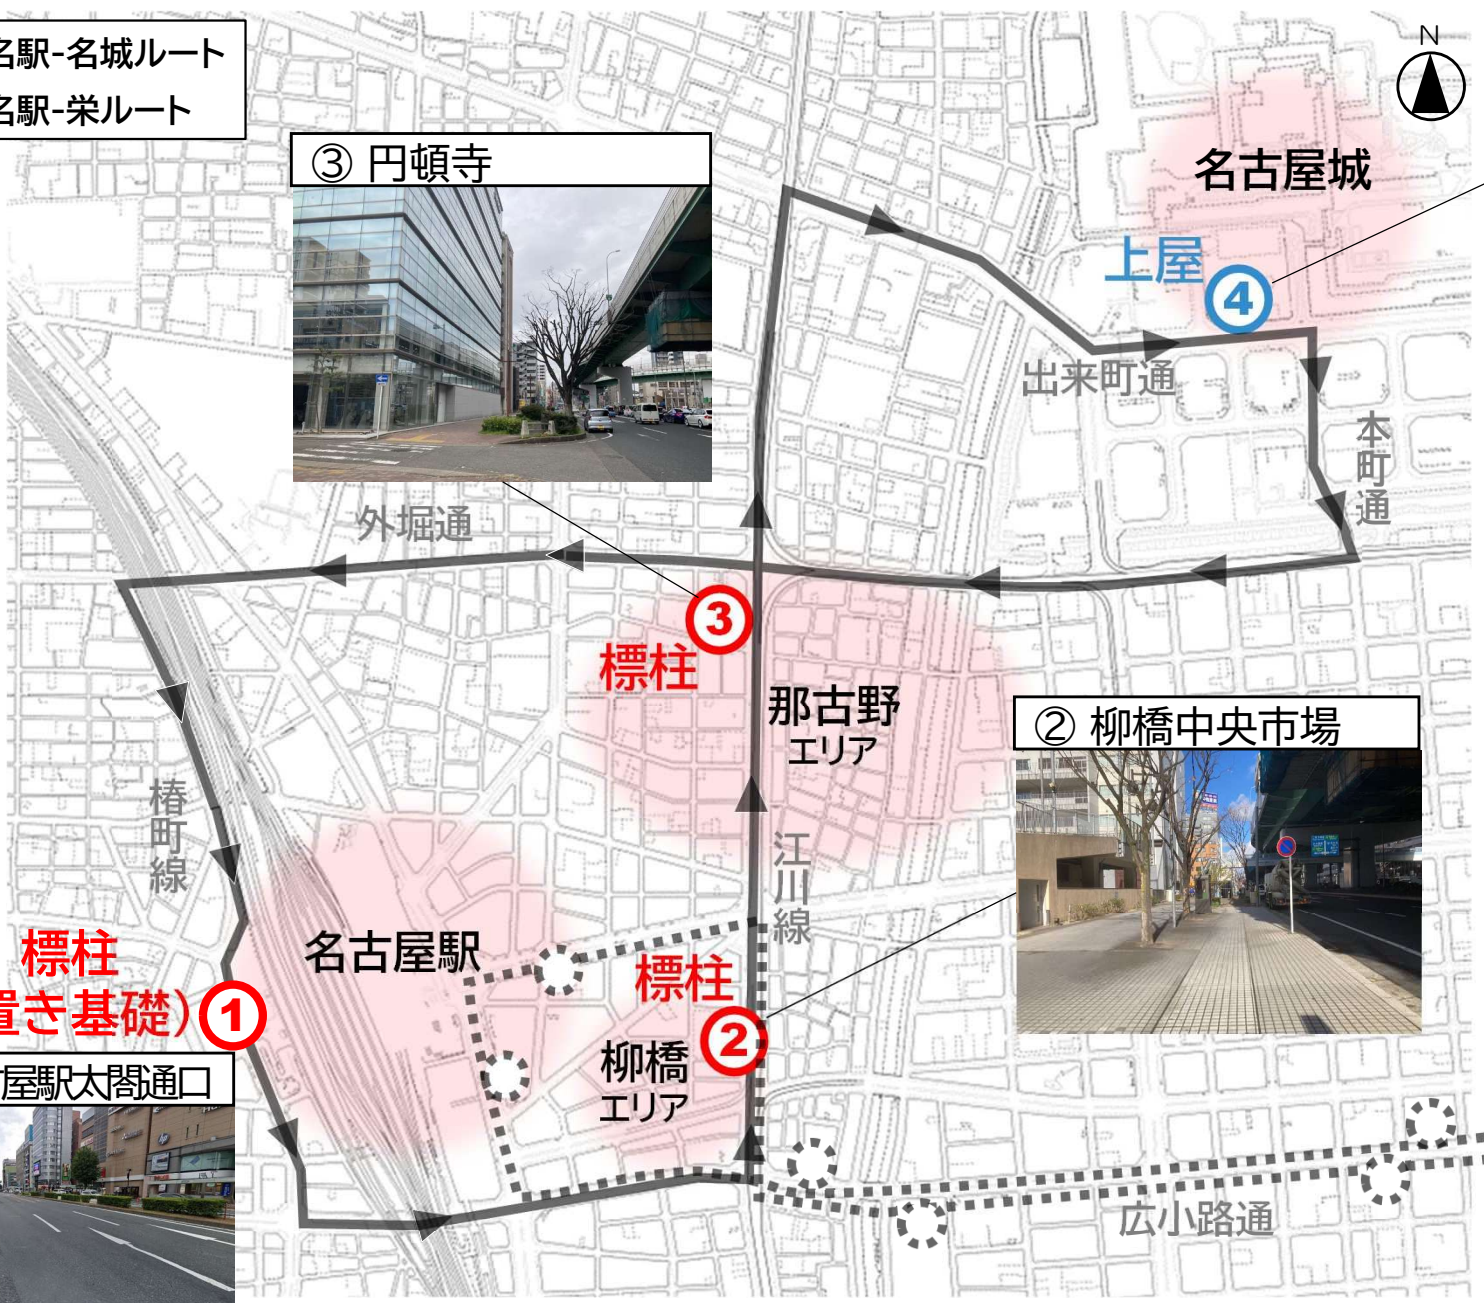 名駅-名城ルート
名駅-栄ルート
N
③ 円頓寺
名古屋城
上屋
4
出来町通
本町通
外堀通
3
標柱
那古野
エリア
② 柳橋中央市場
椿町線
江川線
名古屋駅
標柱
2
柳橋
エリア
標柱
置き基礎)
1
屋駅太閤通口
広小路通